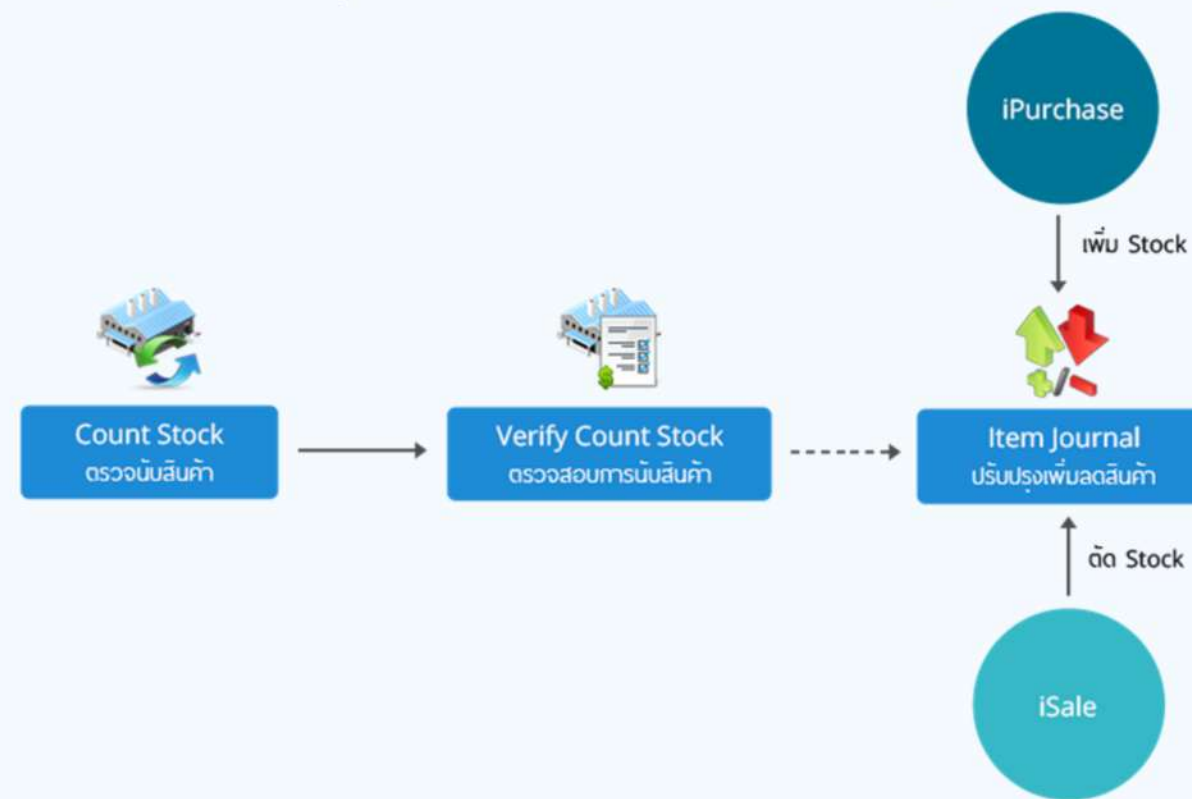 iPurchase
เพิ่ม Stock
Count Stock
ตรวจนับสินค้า
Verify Count Stock
ตรวจสอบการนับสินค้า
Item Journal
ปรับปรุงเพิ่มลดสินค้า
ตัด Stock
iSale